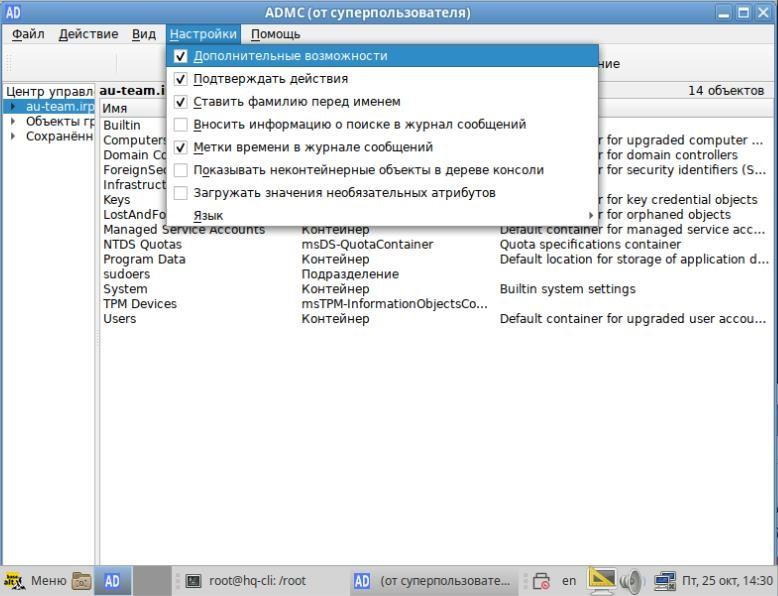 AD ADMC (от суперпользователя)
Файл Действие Вид Настройки Помощь
Дополнительные возможности
Подтверждать действия
Ставить фамилию перед именем
Вносить информацию о поиске в журнал сообщений
Метки времени в журнале сообщений
Показывать неконтейнерные объекты в дереве консоли
Загружать значения необязательных атрибутов
Язык
ние
Центр управл au-team.i 14 объектов
au-team.irp Имя
Объекты гр
Сохранённ
Builtin
Computers for upgraded computer ...
Domain Co for domain controllers
ForeignSec for security identifiers (S...
Infrastruct
Keys for key credential objects
LostAndFo for orphaned objects
Managed Service Accounts Контейнер Default container for managed service acc...
NTDS Quotas msDS-QuotaContainer Quota specifications container
Program Data Контейнер Default location for storage of application d...
sudoers Подразделение
System Контейнер Builtin system settings
TPM Devices msTPM-InformationObjectsCo...
Users Контейнер Default container for upgraded user accou...
Меню AD root@hq-cli: /root AD (от суперпользовате... en Пт, 25 окт, 14:30